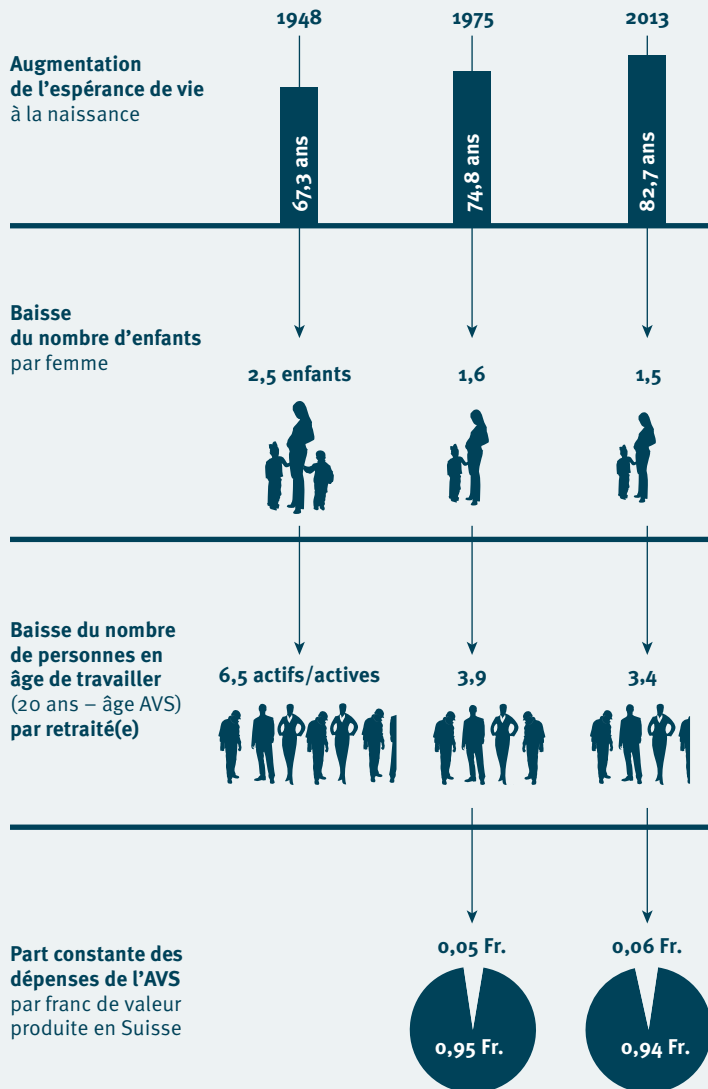 1948 1975 2013
Augmentation
de l’espérance de vie
à la naissance
67,3 ans
74,8 ans
82,7 ans
Baisse
du nombre d’enfants
par femme
2,5 enfants 1,6 1,5
Baisse du nombre
de personnes en
âge de travailler
(20 ans – âge AVS)
par retraité(e)
6,5 actifs/actives 3,9 3,4
Part constante des
dépenses de l’AVS
par franc de valeur
produite en Suisse
0,05 Fr. 0,06 Fr.
0,95 Fr. 0,94 Fr.